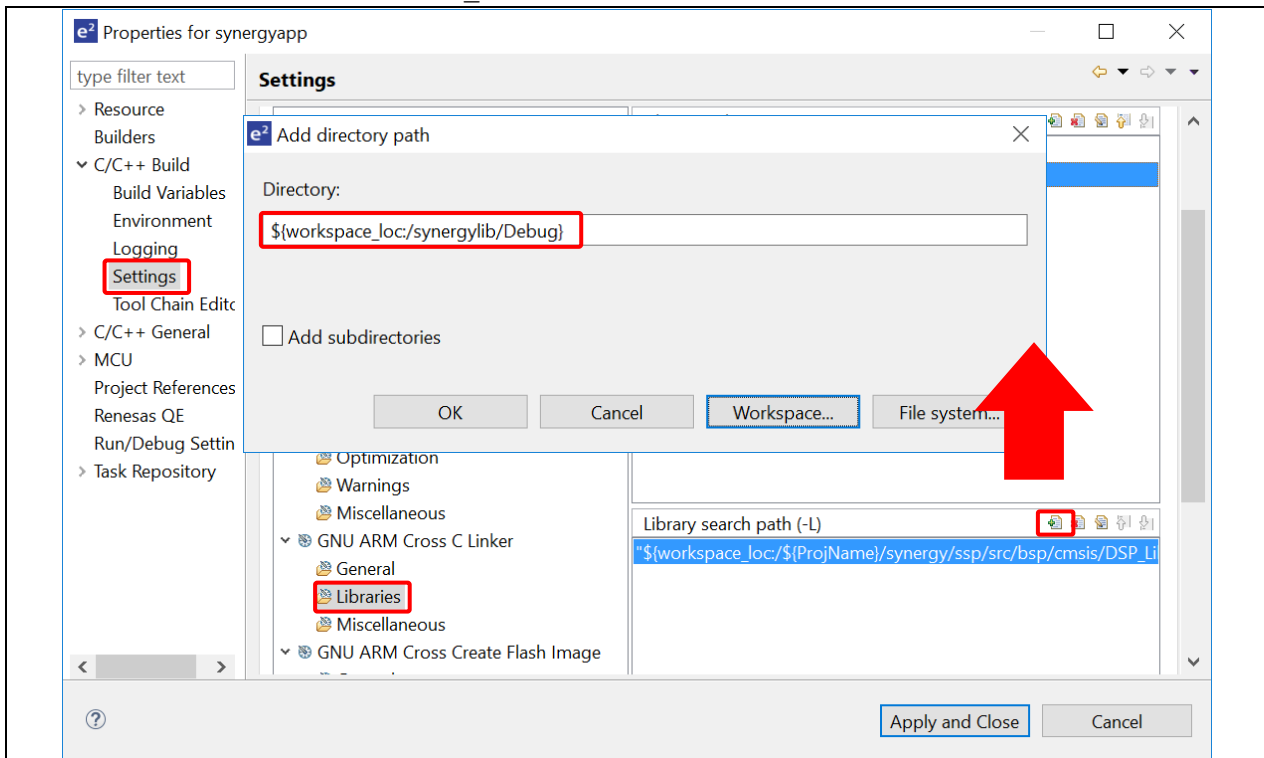 e² Properties for synergyapp
type filter text
Settings
Resource
Builders
C/C++ Build
Build Variables
Environment
Logging
Settings
Tool Chain Edito
C/C++ General
MCU
Project References
Renesas QE
Run/Debug Settin
Task Repository
e² Add directory path
Directory:
${workspace_loc:/synergylib/Debug}
Add subdirectories
OK Cancel Workspace... File system...
Optimization
Warnings
Miscellaneous
GNU ARM Cross C Linker
General
Libraries
Miscellaneous
GNU ARM Cross Create Flash Image
Library search path (-L)
"${workspace_loc:/${ProjName}/synergy/ssp/src/bsp/cmsis/DSP_Li
Apply and Close Cancel